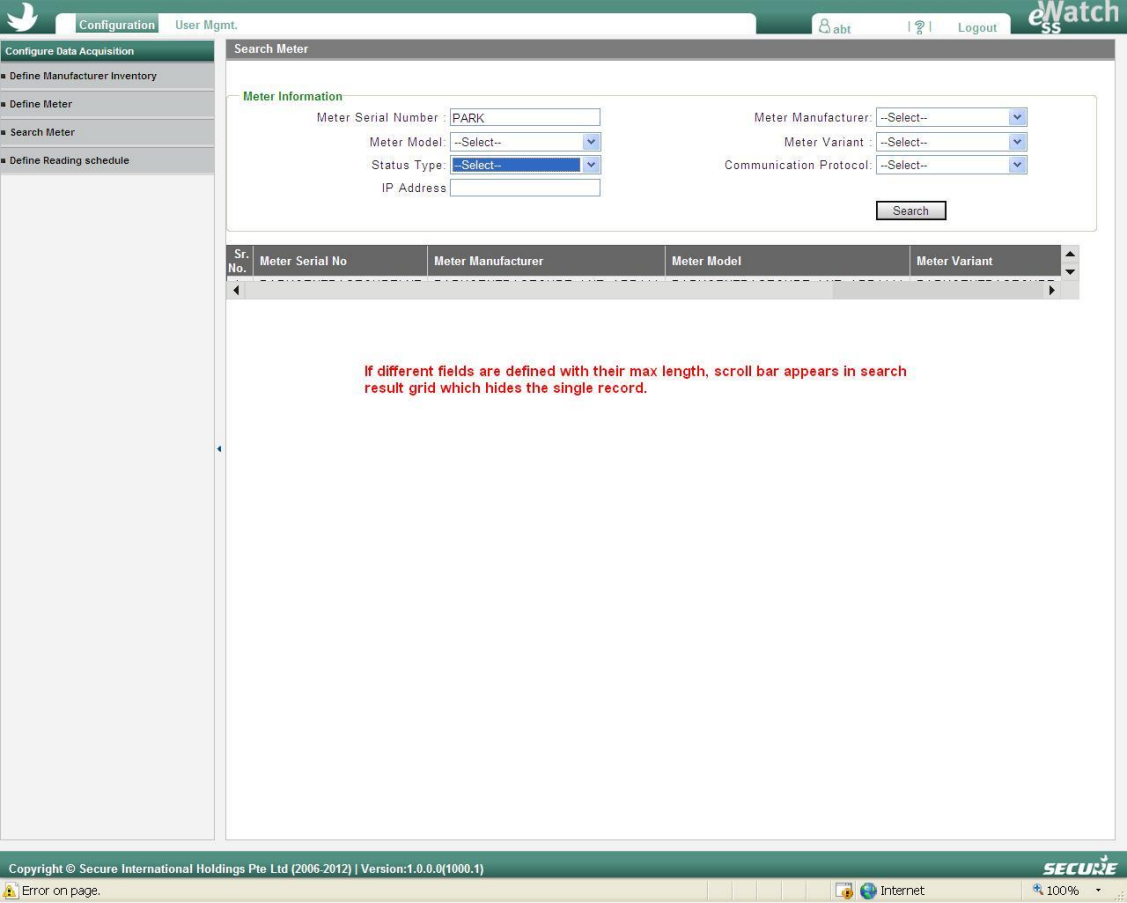 Configuration User Mgmt.
abt | ? | Logout
eWatch
ss
Configure Data Acquisition
Define Manufacturer Inventory
Define Meter
Search Meter
Define Reading schedule
Search Meter
Meter Information
Meter Serial Number : PARK
Meter Manufacturer: --Select--
Meter Model: --Select--
Meter Variant : --Select--
Status Type: --Select--
Communication Protocol: --Select--
IP Address
Search
Sr. No. Meter Serial No Meter Manufacturer Meter Model Meter Variant
If different fields are defined with their max length, scroll bar appears in search
result grid which hides the single record.
Copyright © Secure International Holdings Pte Ltd (2006-2012) | Version:1.0.0.0(1000.1)
SECURE
Error on page.
Internet
100%